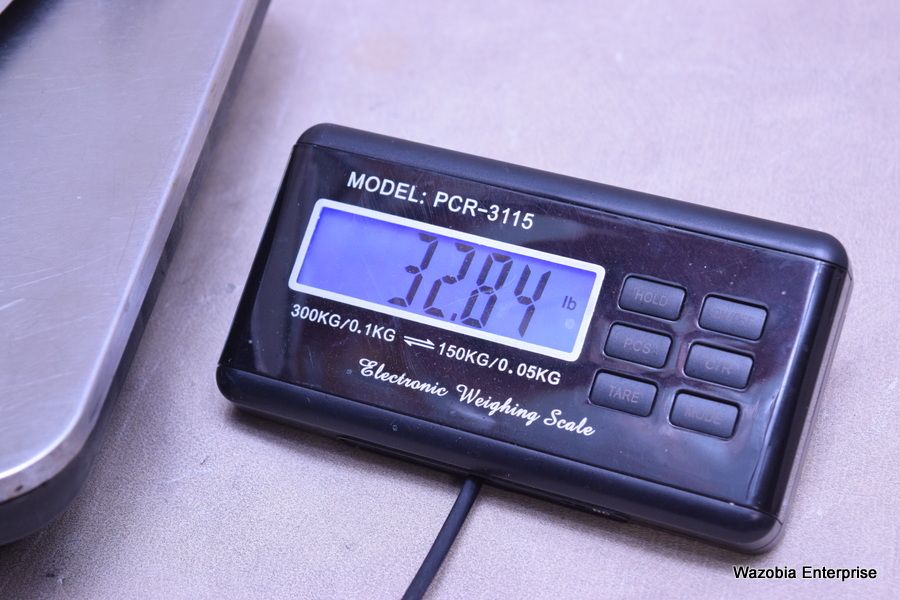 MODEL: PCR-3115
32.84 lb
300KG/0.1KG ⇌ 150KG/0.05KG
Electronic Weighing Scale
HOLD
PCS
C/R
TARE
MODE
Wazobia Enterprise